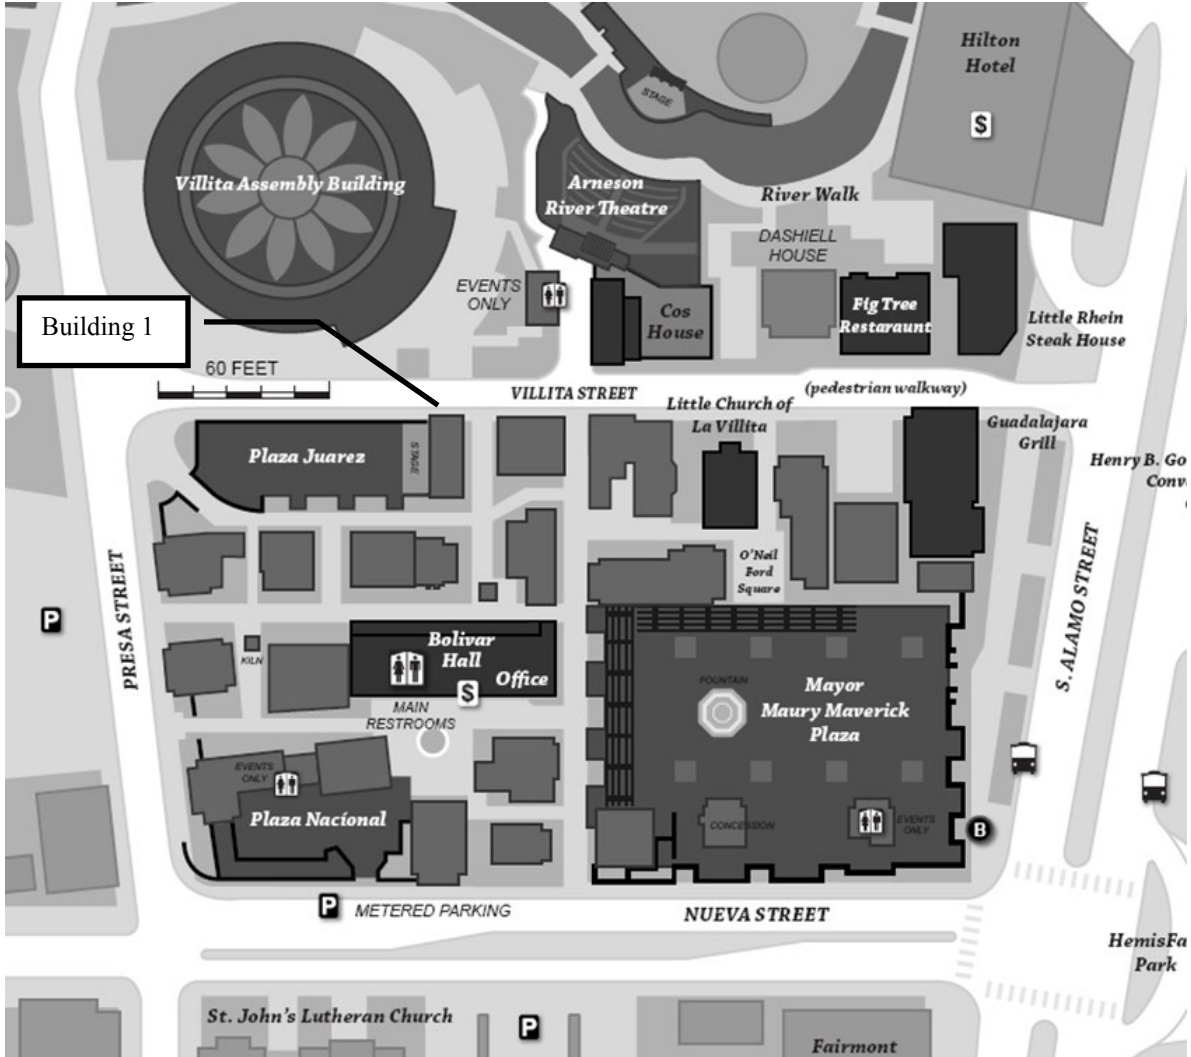 Hilton
Hotel
$
STAGE
Villita Assembly Building
Arneson
River Theatre
River Walk
DASHIELL
HOUSE
EVENTS
ONLY
Cos
House
Fig Tree
Restaraunt
Little Rhein
Steak House
Building 1
60 FEET
VILLITA STREET
(pedestrian walkway)
Little Church of
La Villita
Guadalajara
Grill
Plaza Juarez
STAGE
Henry B. Go
Conv
O'Neil
Ford
Square
PRESA STREET
S. ALAMO STREET
P
KILN
Bolivar
Hall
Office
$
MAIN
RESTROOMS
FOUNTAIN
Mayor
Maury Maverick
Plaza
EVENTS
ONLY
Plaza Nacional
CONCESSION
EVENTS
ONLY
B
P
METERED PARKING
NUEVA STREET
HemisFa
Park
St. John's Lutheran Church
P
Fairmont